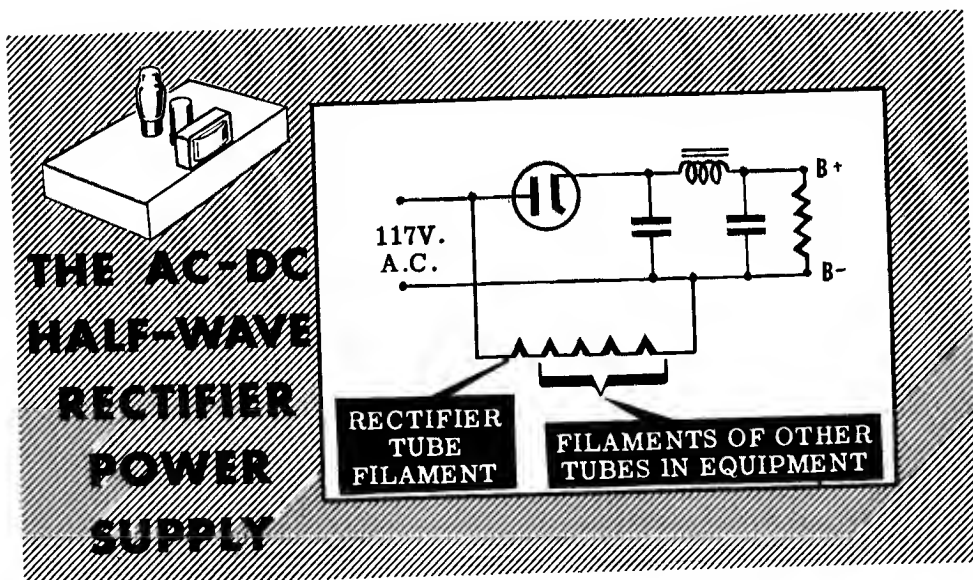 THE AC-DC
HALF-WAVE
RECTIFIER
POWER
SUPPLY
117V.
A.C.
B+
B-
RECTIFIER
TUBE
FILAMENT
FILAMENTS OF OTHER
TUBES IN EQUIPMENT